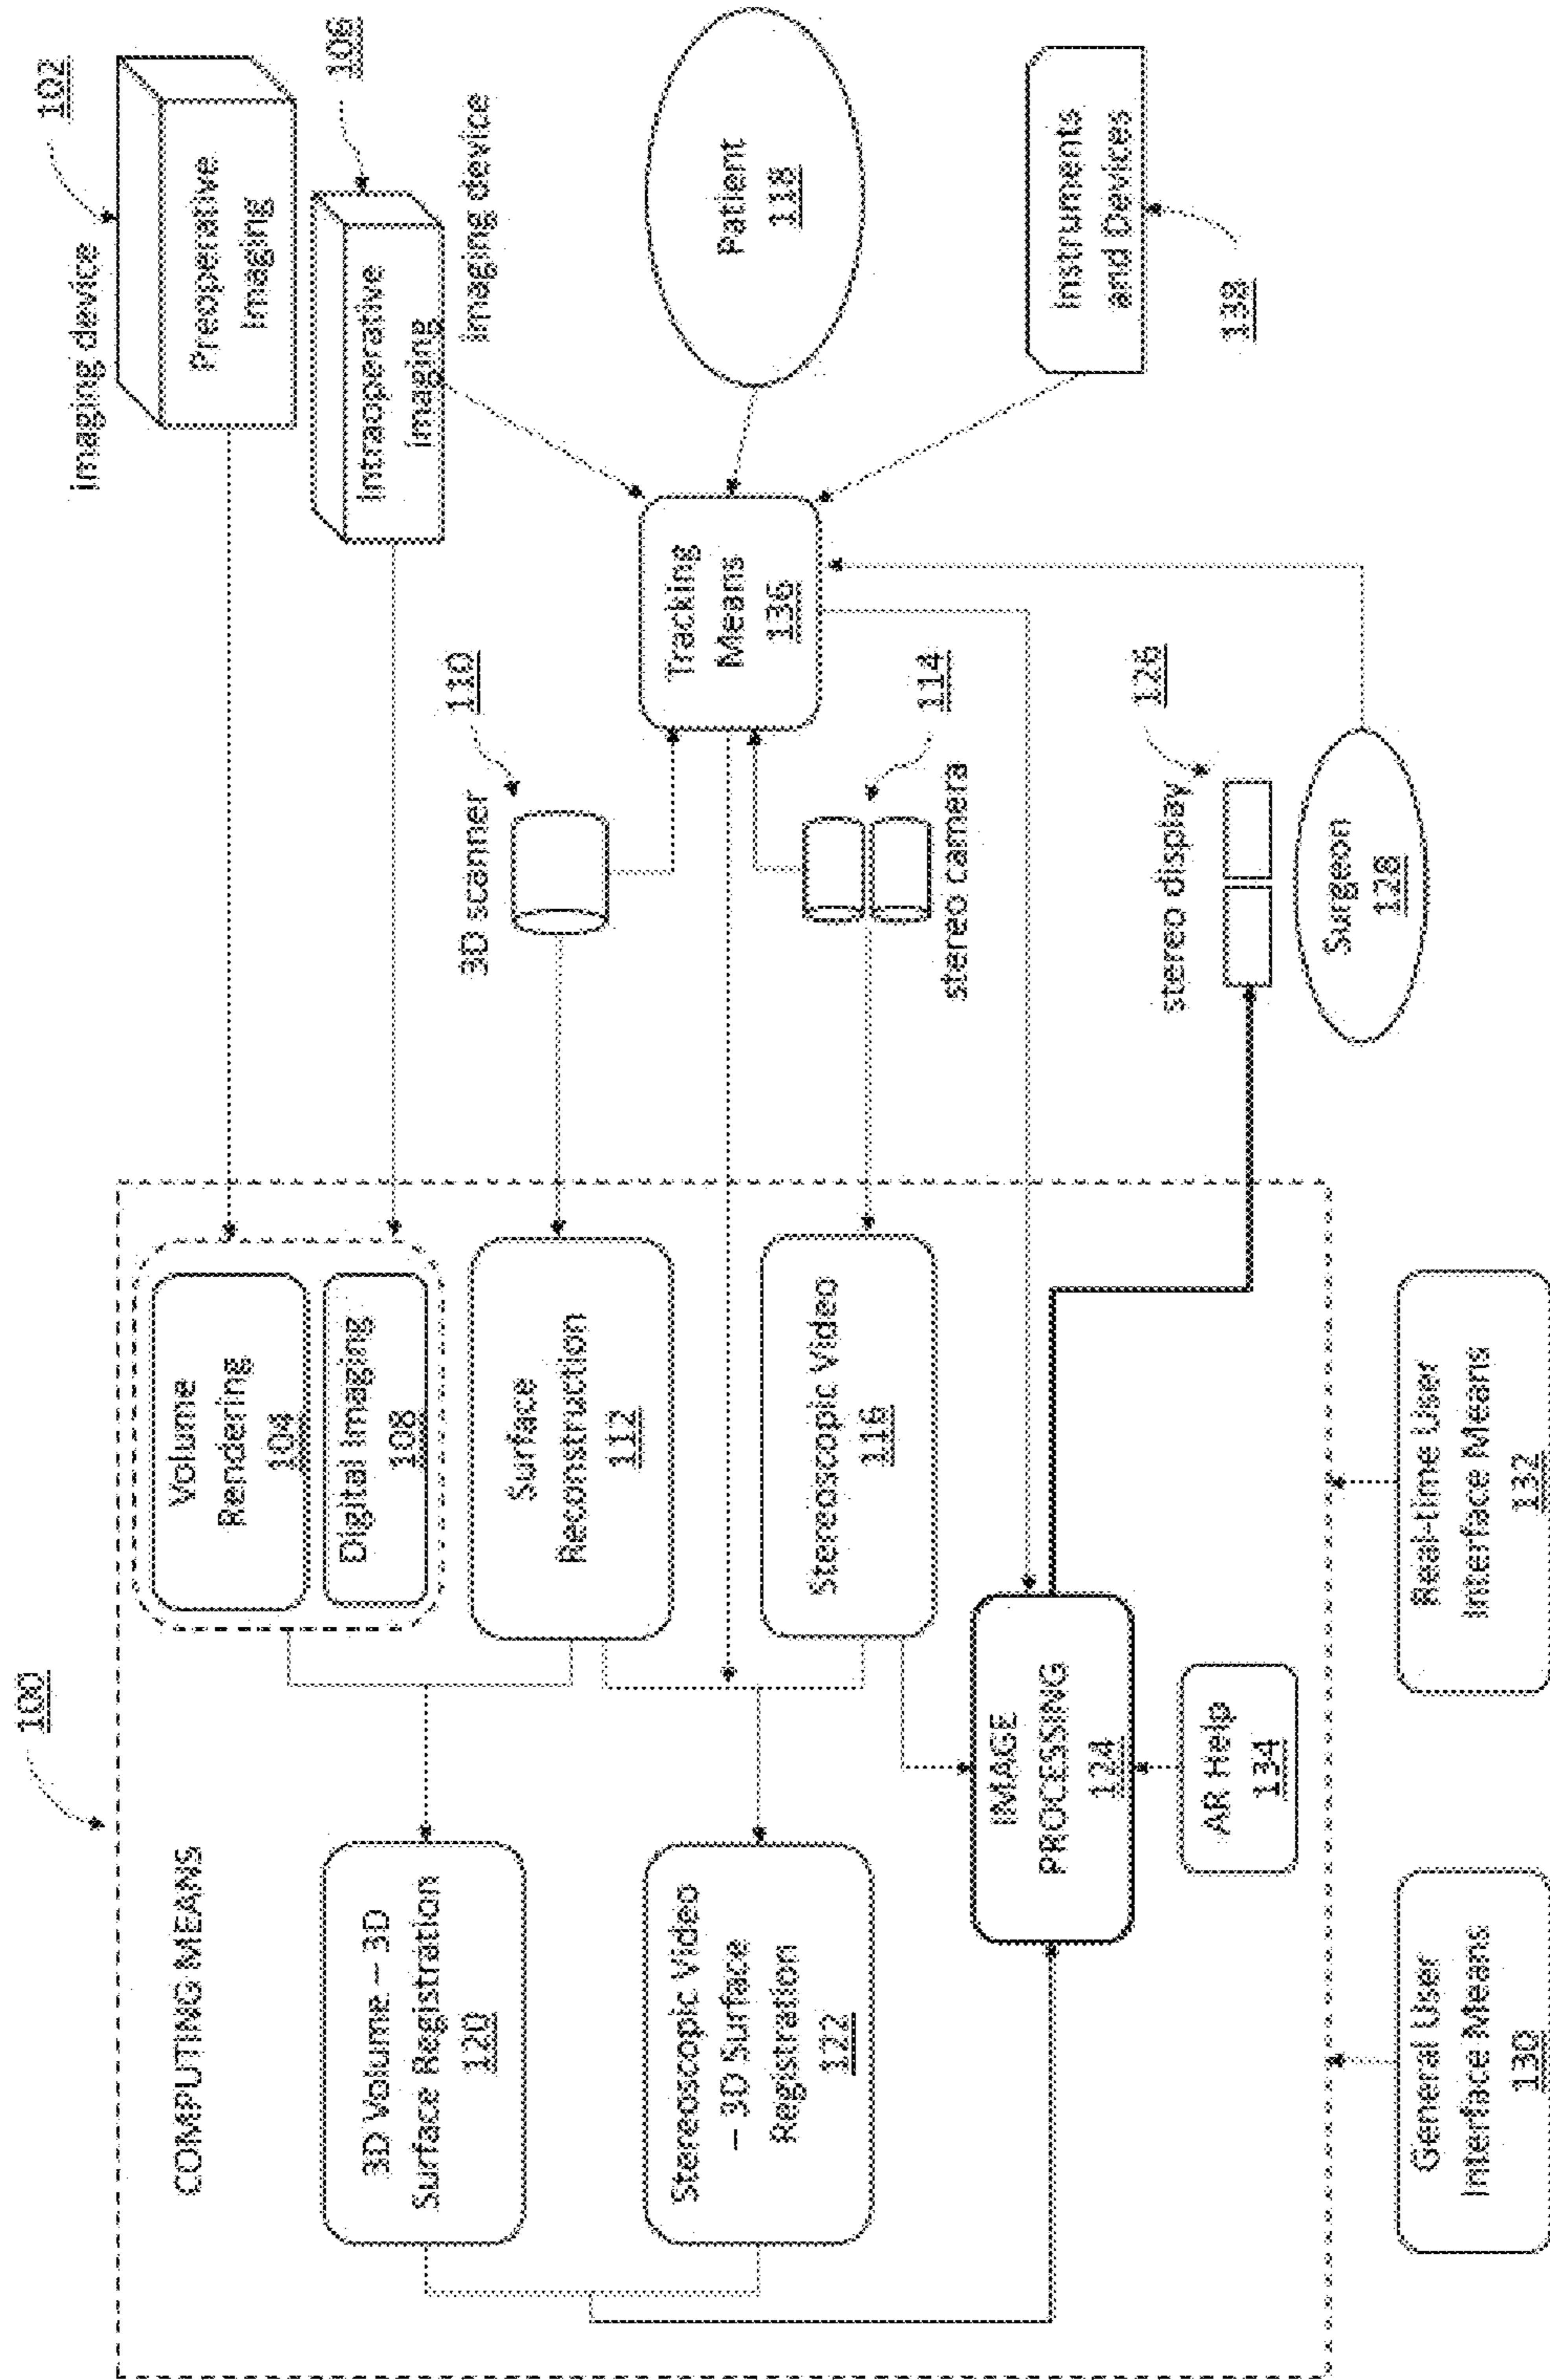 100
COMPUTING MEANS
3D Volume – 3D
Surface Registration
120
Stereoscopic Video
– 3D Surface
Registration
122
Volume
Rendering
104
Digital Imaging
108
Surface
Reconstruction
112
Stereoscopic Video
116
IMAGE
PROCESSING
124
AR Help
134
General User
Interface Means
130
Real-time User
Interface Means
132
imaging device
102
Preoperative
Imaging
106
Intraoperative
imaging
imaging device
3D scanner
110
Tracking
Means
136
114
stereo camera
Patient
118
Instruments
and Devices
138
stereo display
126
Surgeon
128